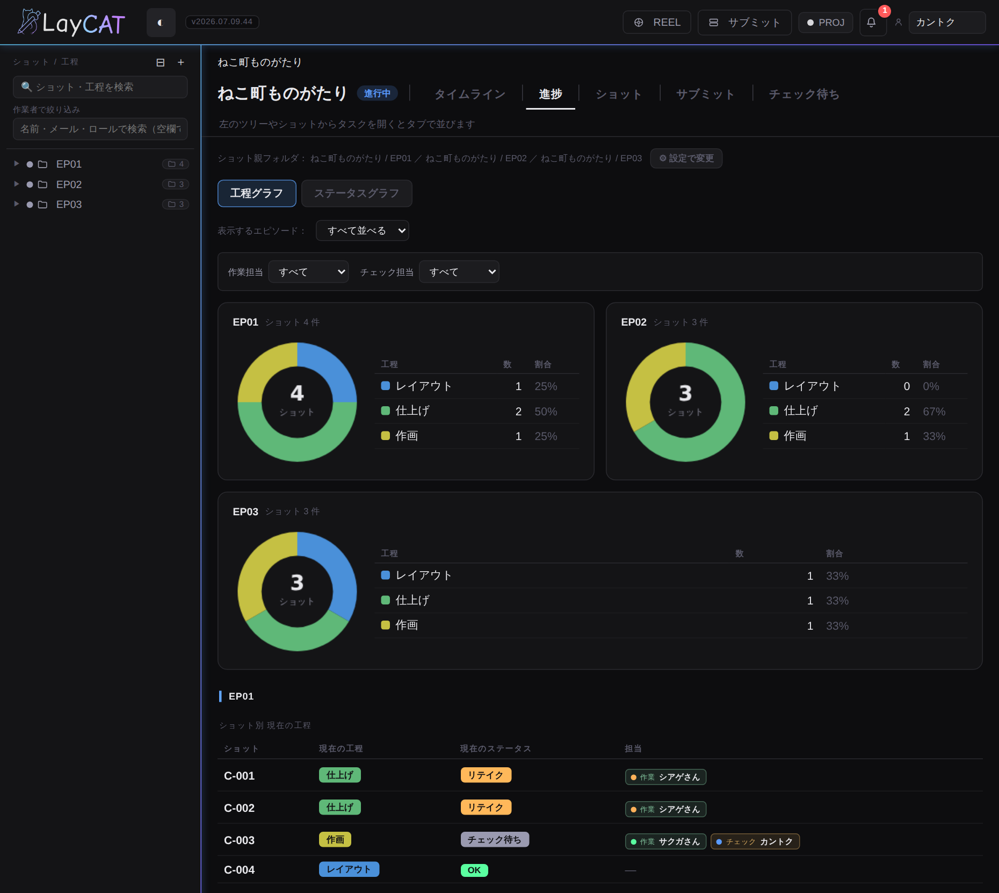 LayCAT
v2026.07.09.44
REEL
サブミット
PROJ
1
カントク
ショット / 工程
ショット・工程を検索
作業者で絞り込み
名前・メール・ロールで検索（空欄で
EP01 4
EP02 3
EP03 3
ねこ町ものがたり
ねこ町ものがたり 進行中 タイムライン 進捗 ショット サブミット チェック待ち
左のツリーやショットからタスクを開くとタブで並びます
ショット親フォルダ： ねこ町ものがたり / EP01 ／ ねこ町ものがたり / EP02 ／ ねこ町ものがたり / EP03 ⚙ 設定で変更
工程グラフ ステータスグラフ
表示するエピソード： すべて並べる
作業担当 すべて チェック担当 すべて
EP01 ショット 4 件
4
ショット
工程 数 割合
レイアウト 1 25%
仕上げ 2 50%
作画 1 25%
EP02 ショット 3 件
3
ショット
工程 数 割合
レイアウト 0 0%
仕上げ 2 67%
作画 1 33%
EP03 ショット 3 件
3
ショット
工程 数 割合
レイアウト 1 33%
仕上げ 1 33%
作画 1 33%
EP01
ショット別 現在の工程
ショット 現在の工程 現在のステータス 担当
C-001 仕上げ リテイク 作業 シアゲさん
C-002 仕上げ リテイク 作業 シアゲさん
C-003 作画 チェック待ち 作業 サクガさん チェック カントク
C-004 レイアウト OK —